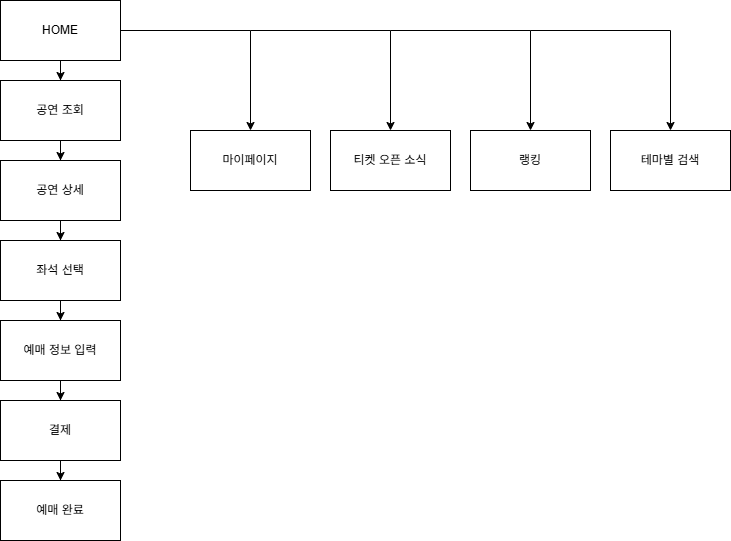 HOME
공연 조회
공연 상세
좌석 선택
예매 정보 입력
결제
예매 완료
마이페이지
티켓 오픈 소식
랭킹
테마별 검색